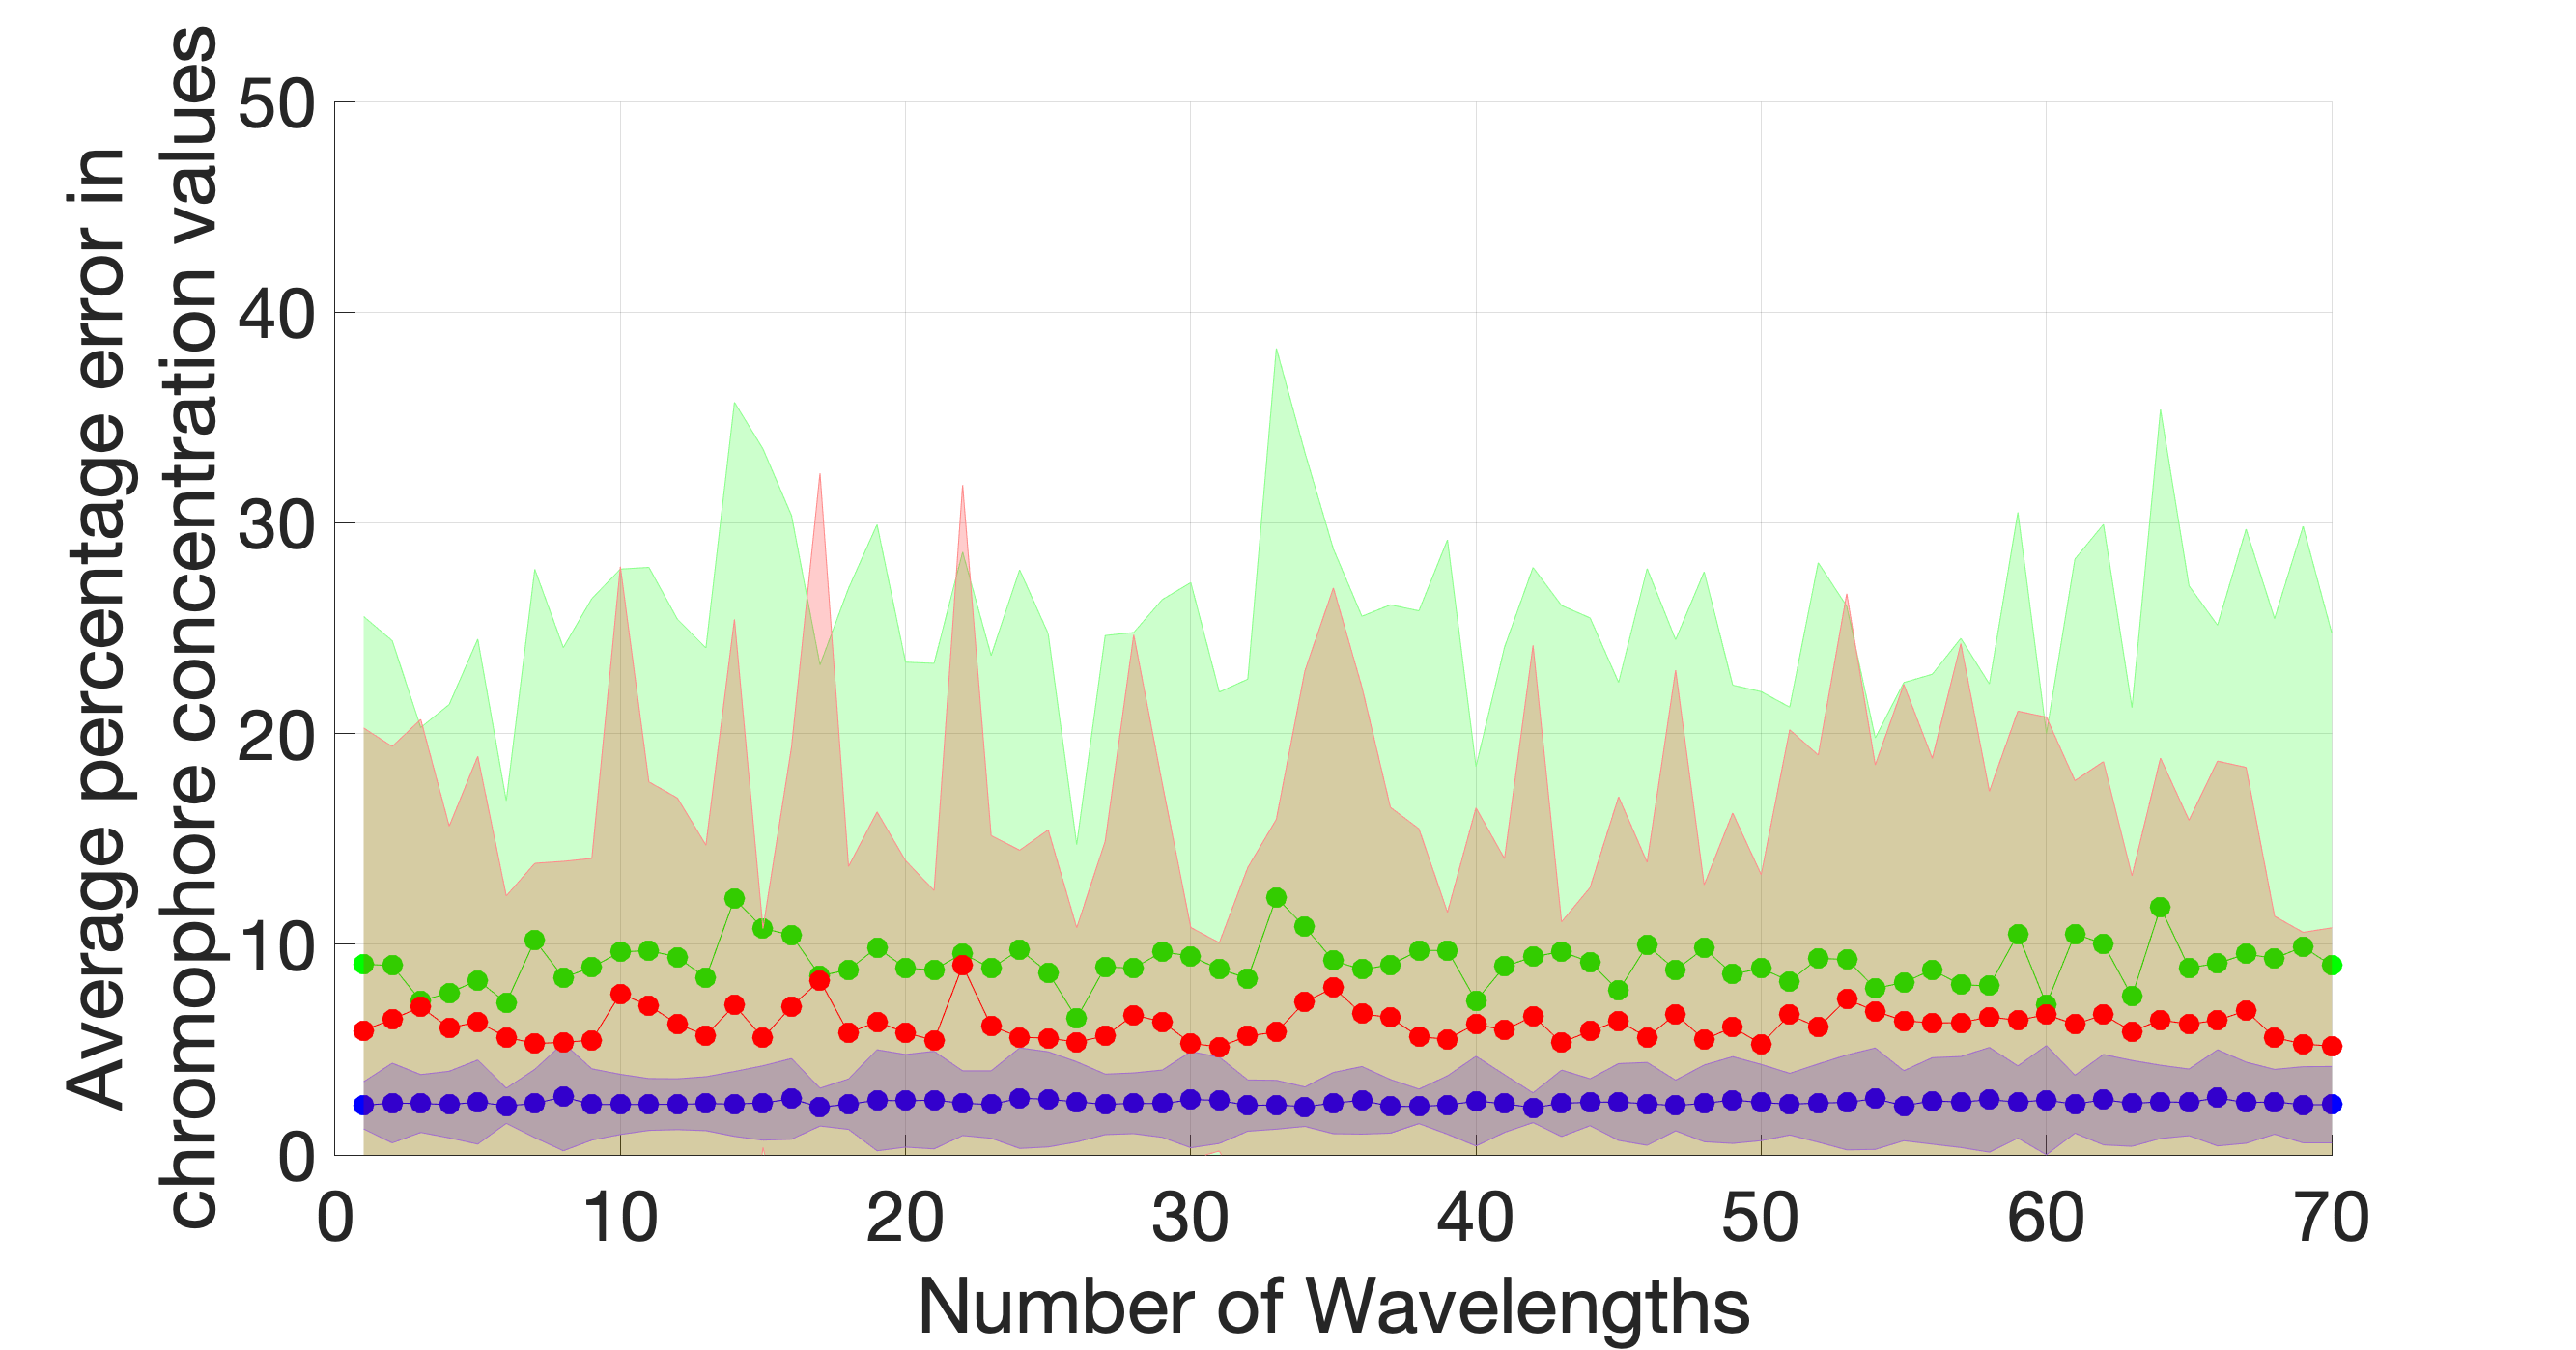 Average percentage error in
chromophore concentration values
50
40
30
20
10
0
0 10 20 30 40 50 60 70
Number of Wavelengths